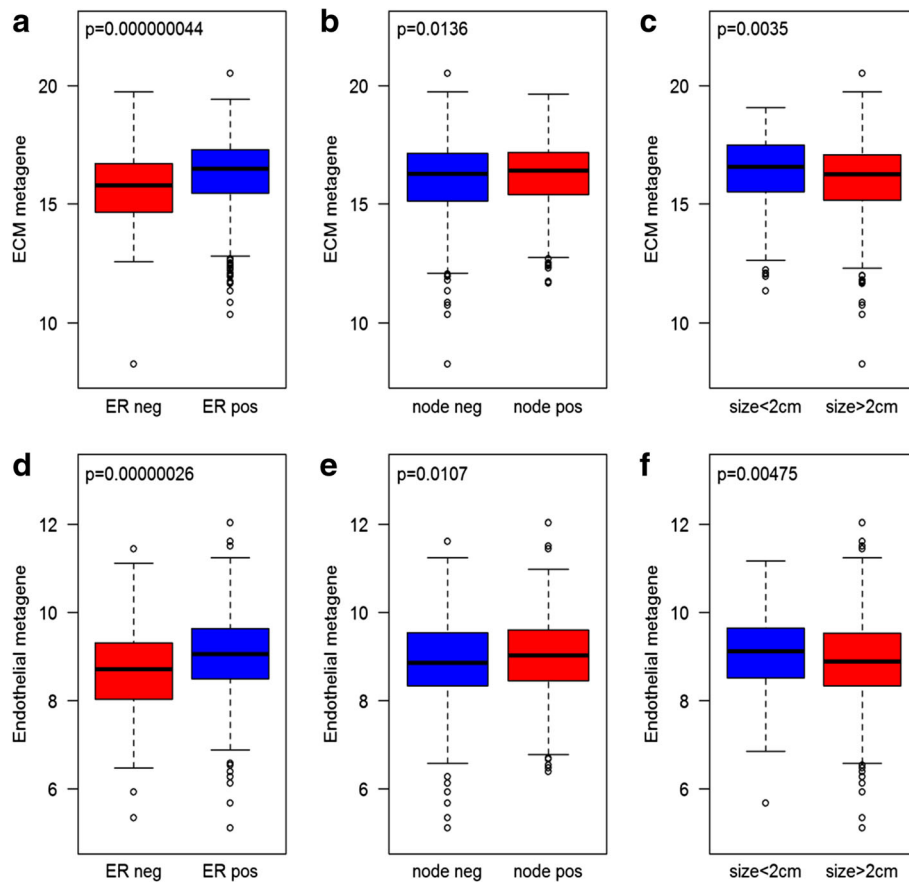 a
p=0.000000044
ECM metagene
20
15
10
ER neg ER pos
b
p=0.0136
ECM metagene
20
15
10
node neg node pos
c
p=0.0035
ECM metagene
20
15
10
size<2cm size>2cm
d
p=0.00000026
Endothelial metagene
12
10
8
6
ER neg ER pos
e
p=0.0107
Endothelial metagene
12
10
8
6
node neg node pos
f
p=0.00475
Endothelial metagene
12
10
8
6
size<2cm size>2cm